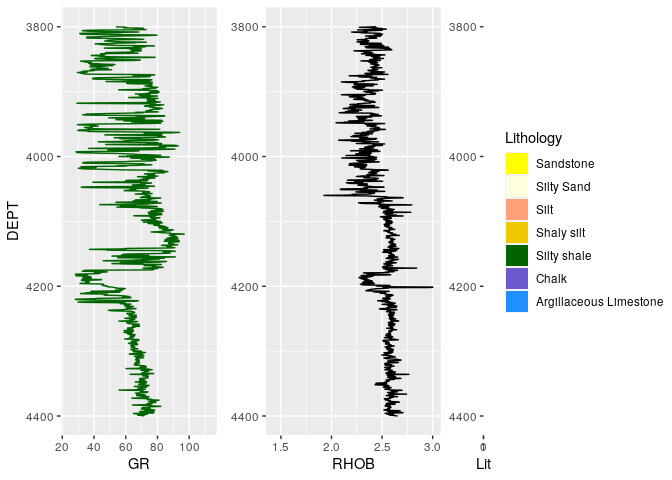 DEPT
3800
4000
4200
4400
20 40 60 80 100
GR
3800
4000
4200
4400
1.5 2.0 2.5 3.0
RHOB
3800
4000
4200
4400
Lit
Lithology
Sandstone
Silty Sand
Silt
Shaly silt
Silty shale
Chalk
Argillaceous Limestone